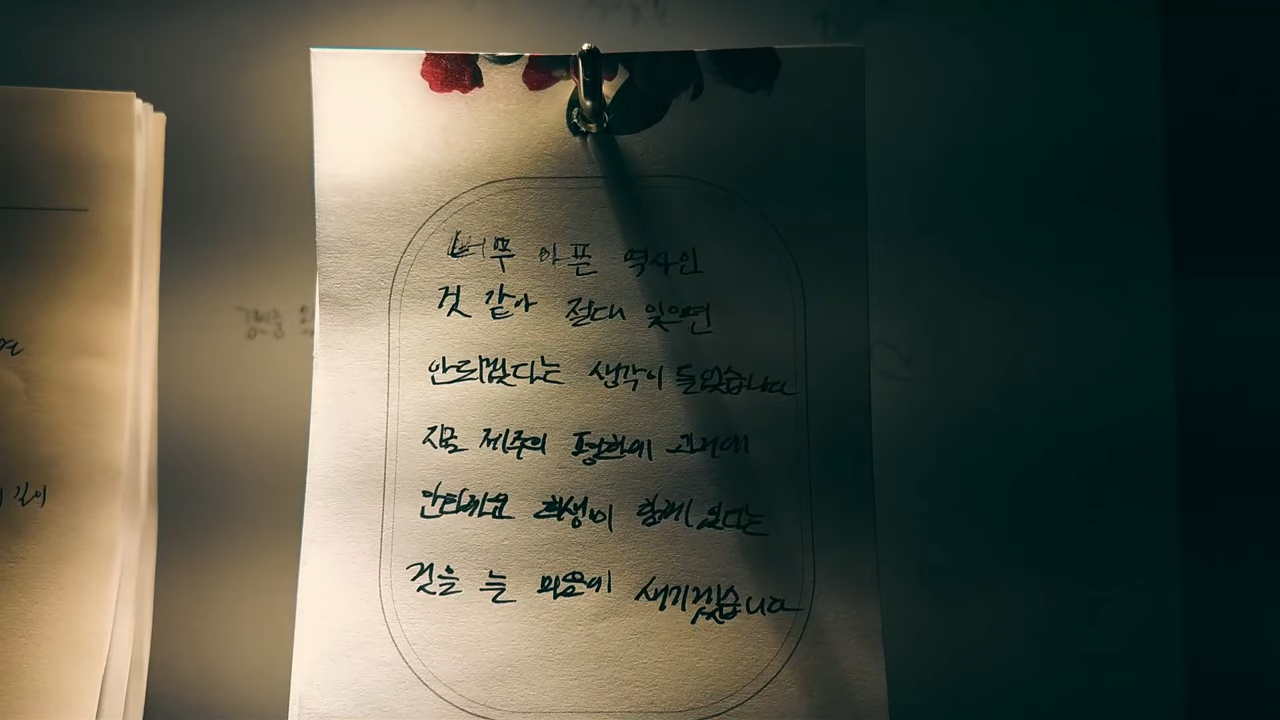 너무 아픈 역사인
것 같아 절대 잊으면
안되겠다는 생각이 들었습니다
지금 제주의 평화에 과거에
안타까운 희생이 함께 있다는
것을 늘 마음에 새기겠습니다
깊이